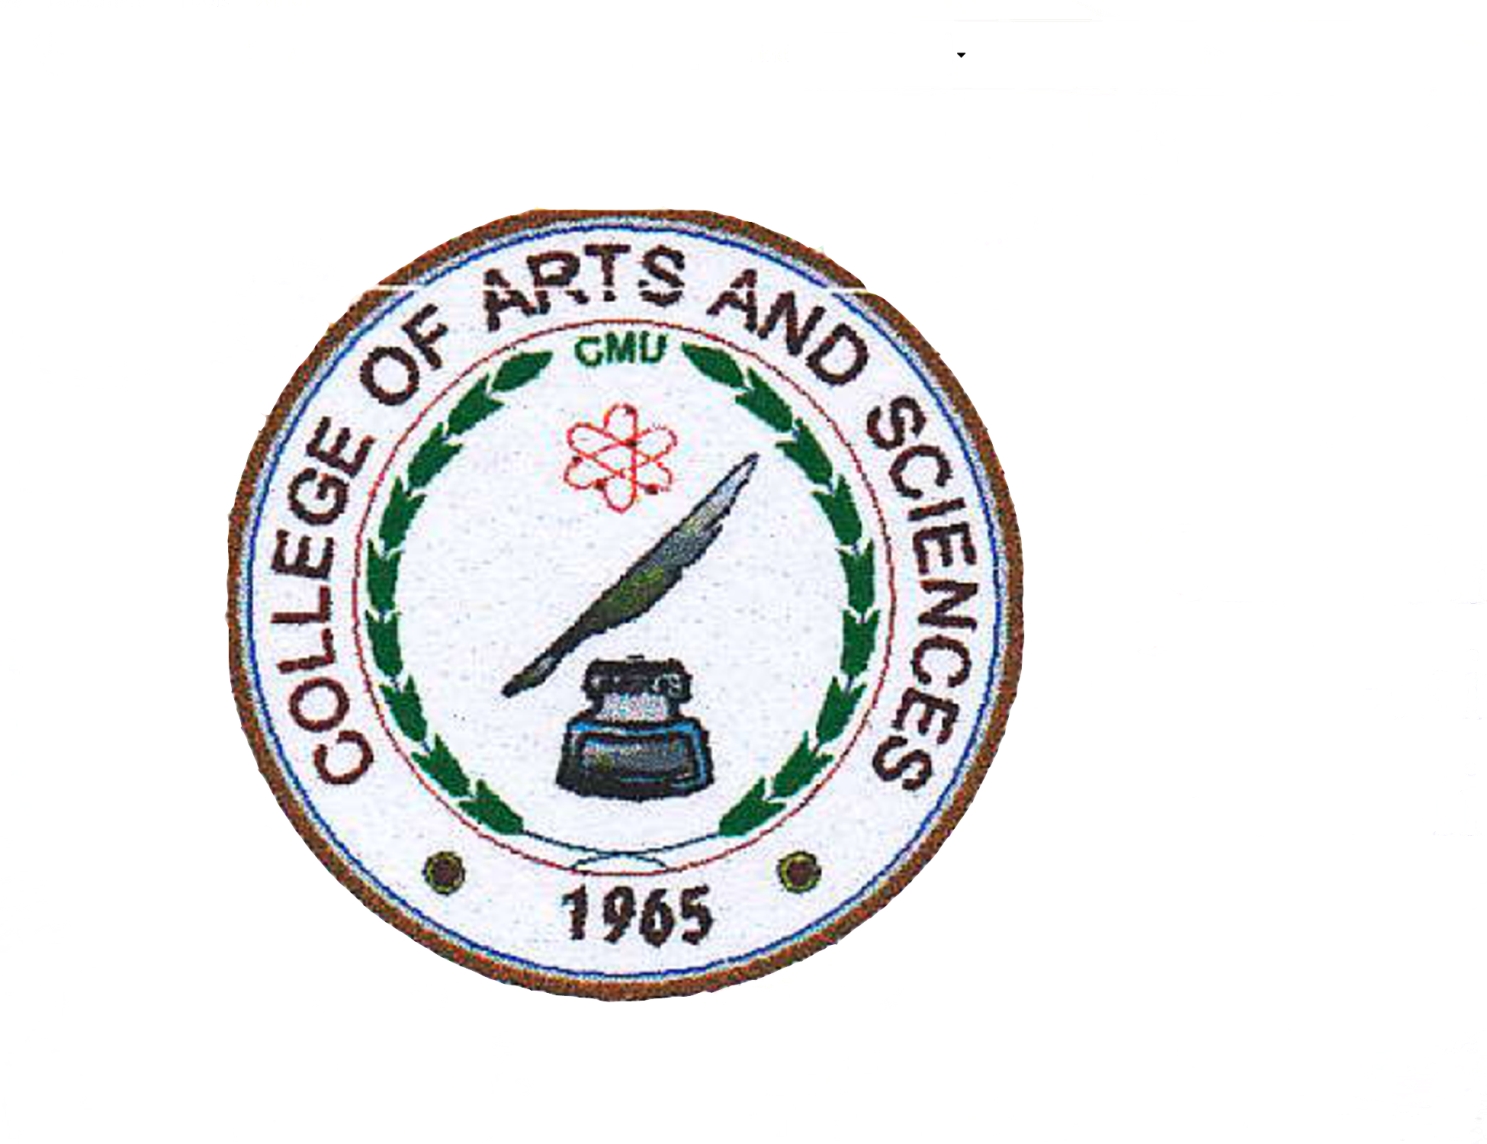 COLLEGE OF ARTS AND SCIENCES
CMU
1965